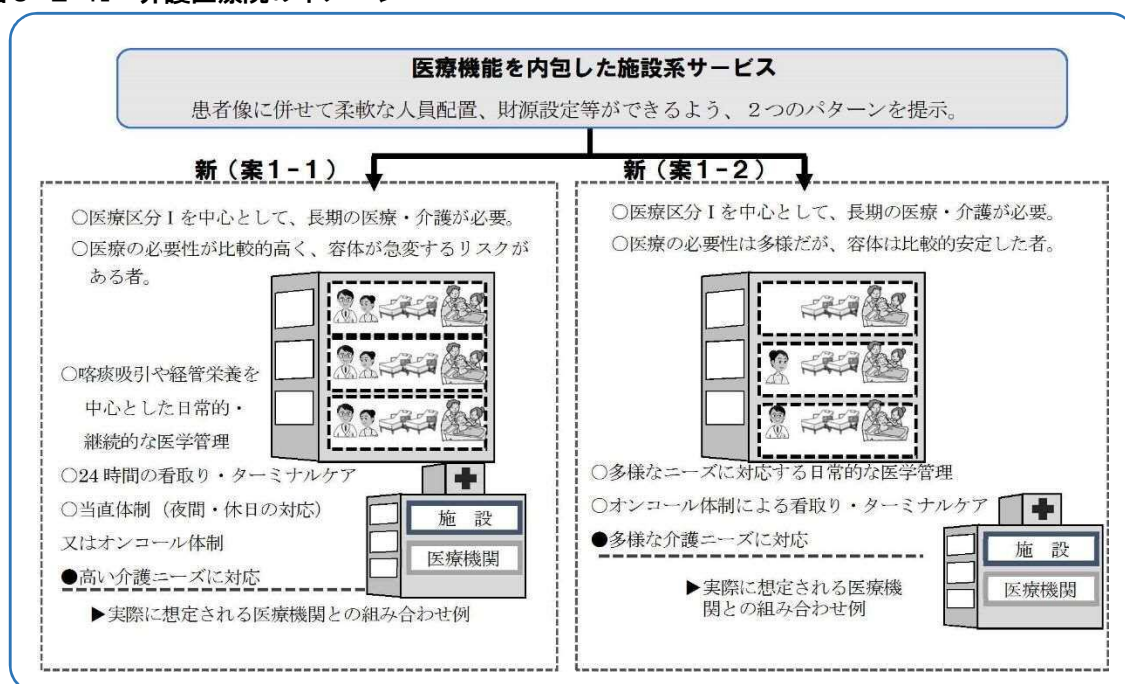 医療機能を内包した施設系サービス
患者像に併せて柔軟な人員配置、財源設定等ができるよう、２つのパターンを提示。
新（案１-１）
○医療区分Ⅰを中心として、長期の医療・介護が必要。
○医療の必要性が比較的高く、容体が急変するリスクが
ある者。
○喀痰吸引や経管栄養を
中心とした日常的・
継続的な医学管理
○24時間の看取り・ターミナルケア
○当直体制（夜間・休日の対応）
又はオンコール体制
●高い介護ニーズに対応
施 設
医療機関
▶実際に想定される医療機関との組み合わせ例
新（案１-２）
○医療区分Ⅰを中心として、長期の医療・介護が必要。
○医療の必要性は多様だが、容体は比較的安定した者。
○多様なニーズに対応する日常的な医学管理
○オンコール体制による看取り・ターミナルケア
●多様な介護ニーズに対応
施 設
医療機関
▶実際に想定される医療機
関との組み合わせ例